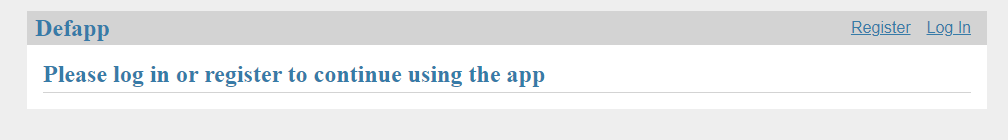 Defapp Register Log In
Please log in or register to continue using the app